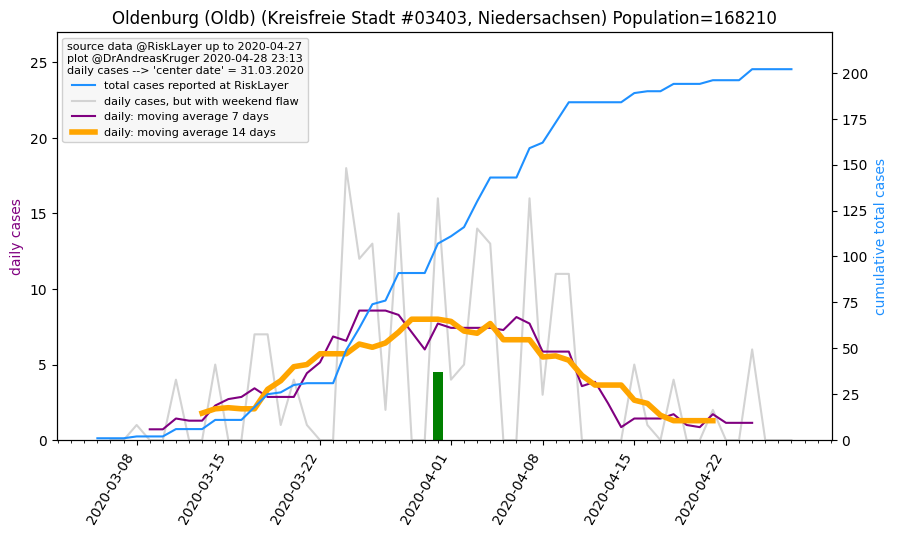 Oldenburg (Oldb) (Kreisfreie Stadt #03403, Niedersachsen) Population=168210
source data @RiskLayer up to 2020-04-27
plot @DrAndreasKruger 2020-04-28 23:13
daily cases --> 'center date' = 31.03.2020
total cases reported at RiskLayer
daily cases, but with weekend flaw
daily: moving average 7 days
daily: moving average 14 days
daily cases
25
20
15
10
5
0
cumulative total cases
200
175
150
125
100
75
50
25
0
2020-03-08
2020-03-15
2020-03-22
2020-04-01
2020-04-08
2020-04-15
2020-04-22